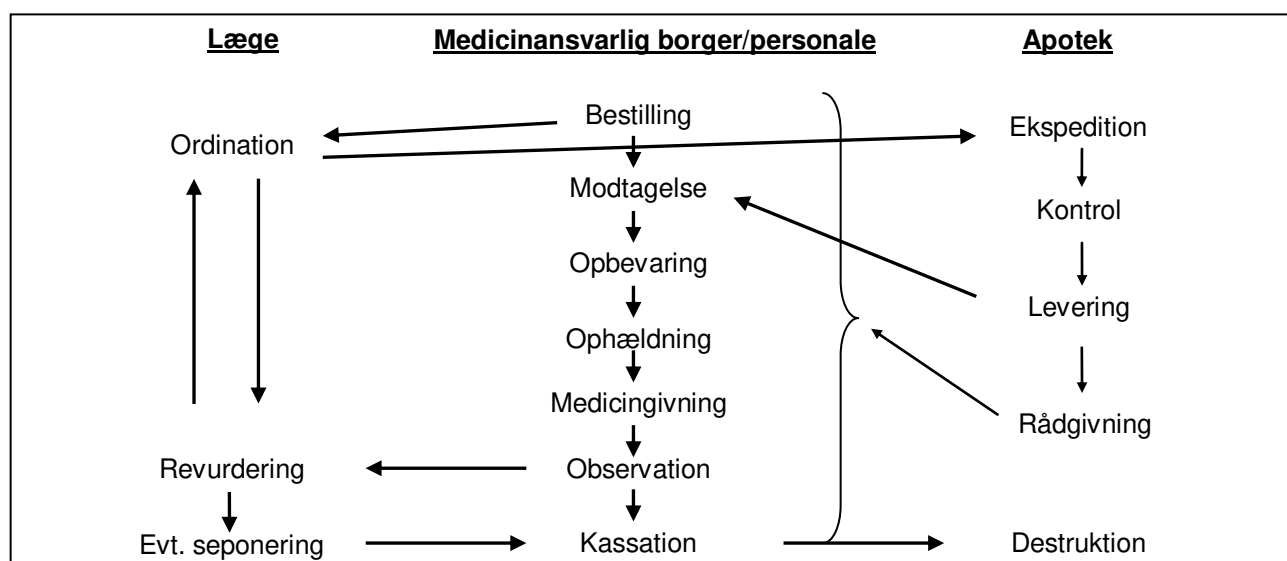 Læge
Medicinansvarlig borger/personale
Apotek
Bestilling
Ordination
Ekspedition
Modtagelse
Kontrol
Opbevaring
Levering
Ophældning
Medicingivning
Rådgivning
Revurdering
Observation
Evt. seponering
Kassation
Destruktion